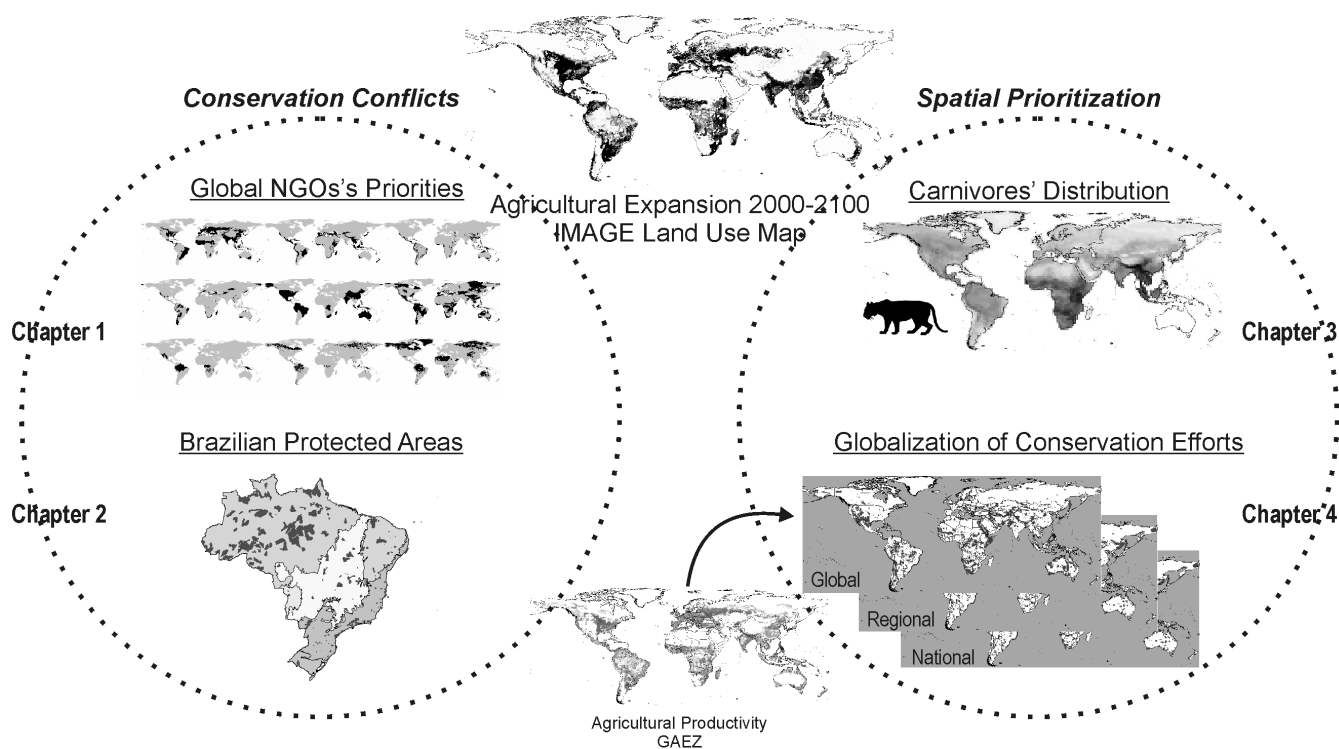 Conservation Conflicts
Spatial Prioritization
Global NGOs's Priorities
Agricultural Expansion 2000-2100
IMAGE Land Use Map
Carnivores' Distribution
Chapter 1
Chapter 3
Brazilian Protected Areas
Globalization of Conservation Efforts
Chapter 2
Chapter 4
Global
Regional
National
Agricultural Productivity
GAEZ